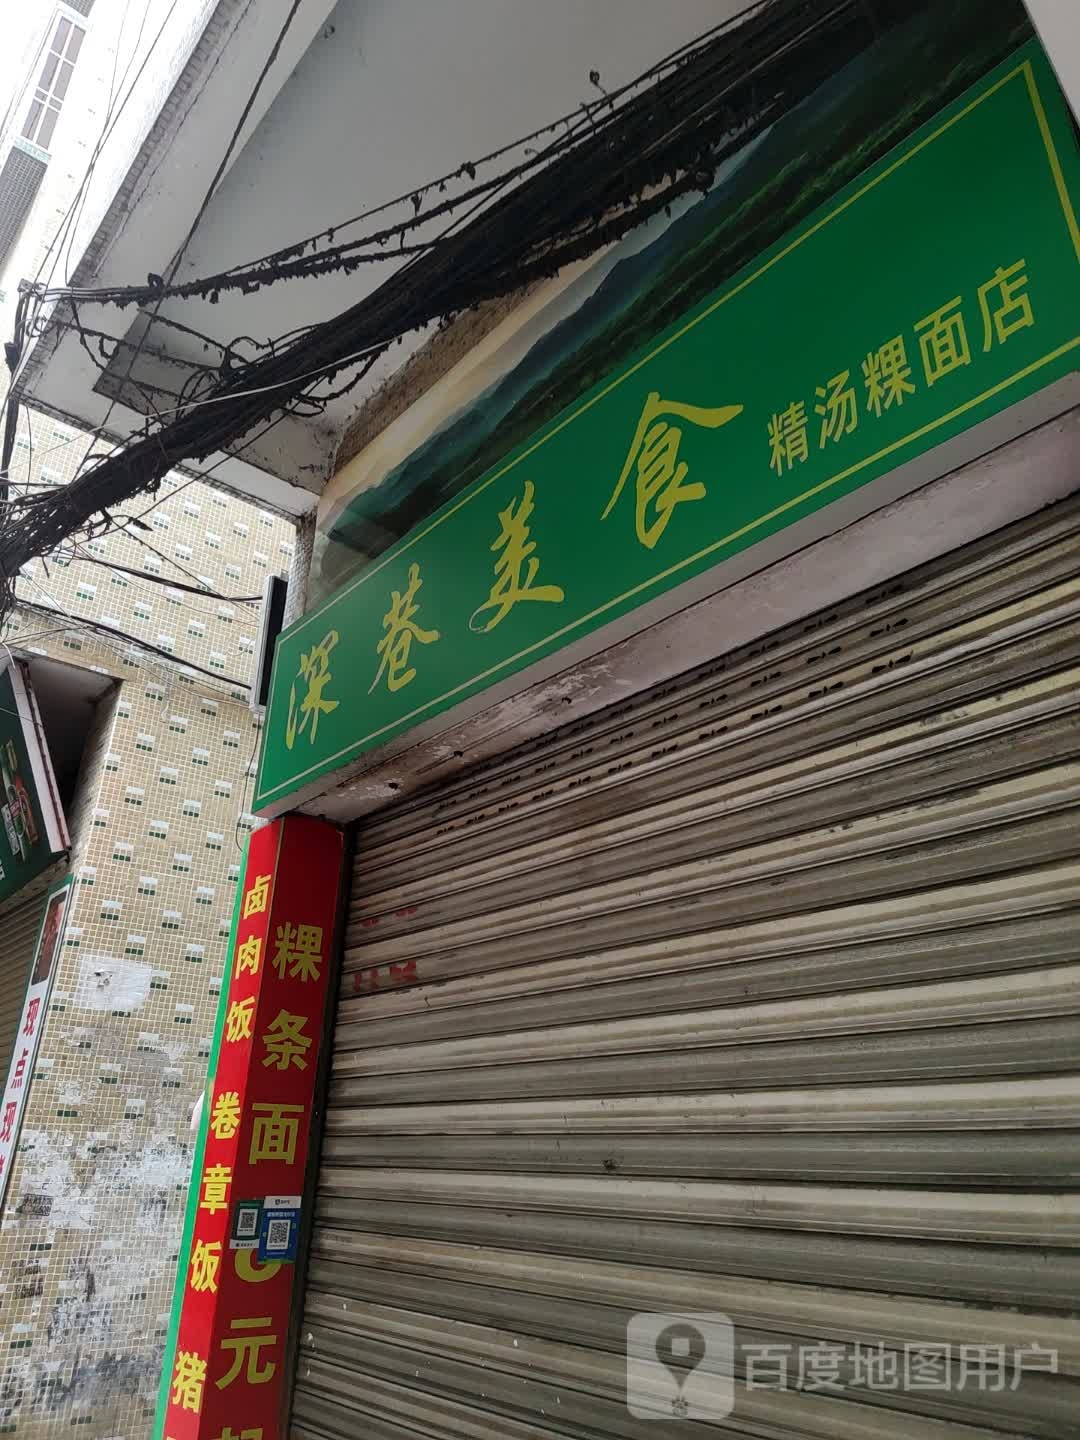 深巷美食 精汤粿面店
卤肉饭 卷章饭 猪
粿条面
元
现点现
百度地图用户